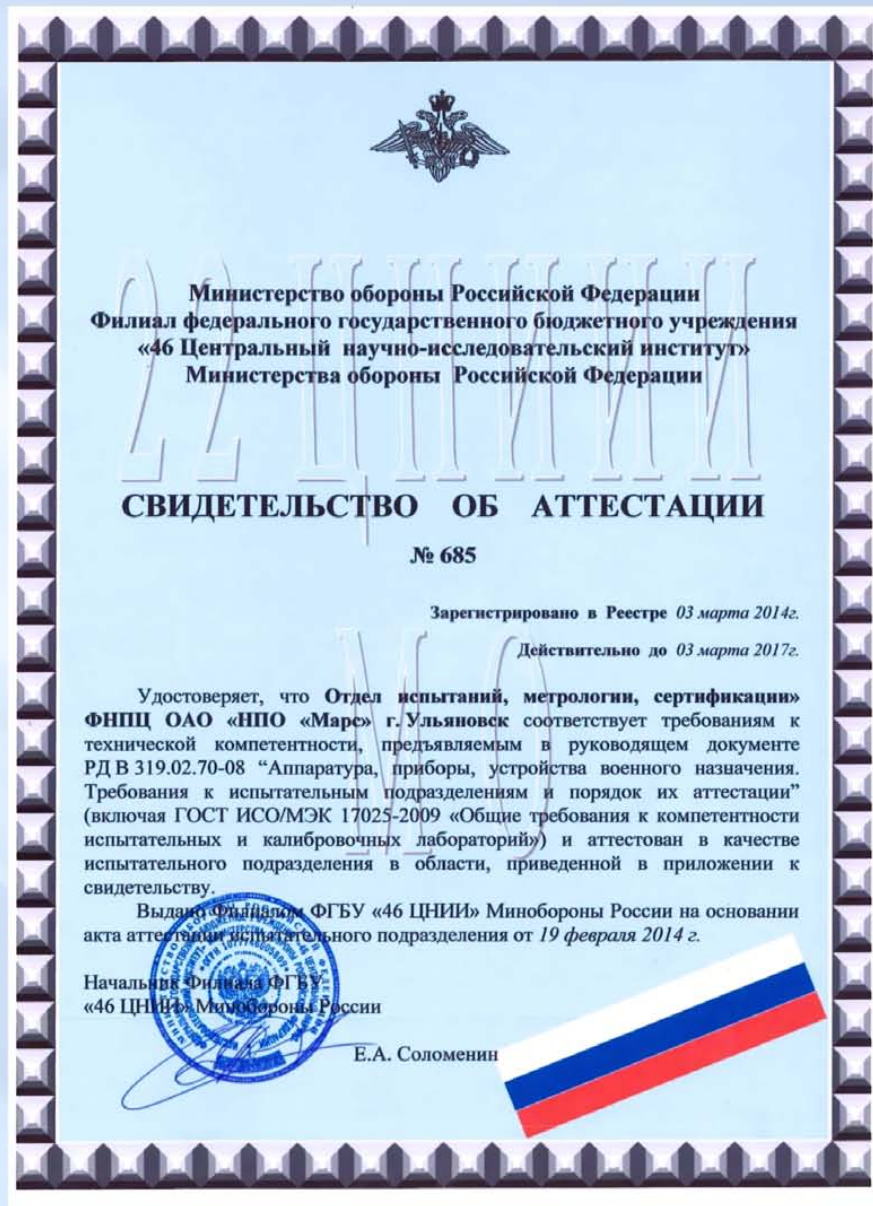 22 ЦНИИИ
Министерство обороны Российской Федерации
Филиал федерального государственного бюджетного учреждения
«46 Центральный научно-исследовательский институт»
Министерства обороны Российской Федерации
СВИДЕТЕЛЬСТВО ОБ АТТЕСТАЦИИ
№ 685
Зарегистрировано в Реестре 03 марта 2014г.
Действительно до 03 марта 2017г.
МО
Удостоверяет, что Отдел испытаний, метрологии, сертификации»
ФНПЦ ОАО «НПО «Марс» г. Ульяновск соответствует требованиям к
технической компетентности, предъявляемым в руководящем документе
РД В 319.02.70-08 “Аппаратура, приборы, устройства военного назначения.
Требования к испытательным подразделениям и порядок их аттестации”
(включая ГОСТ ИСО/МЭК 17025-2009 «Общие требования к компетентности
испытательных и калибровочных лабораторий») и аттестован в качестве
испытательного подразделения в области, приведенной в приложении к
свидетельству.
Выдано Филиалом ФГБУ «46 ЦНИИ» Минобороны России на основании
акта аттестации испытательного подразделения от 19 февраля 2014 г.
Начальник Филиала ФГБУ
«46 ЦНИИ» Минобороны России
Е.А. Соломенин